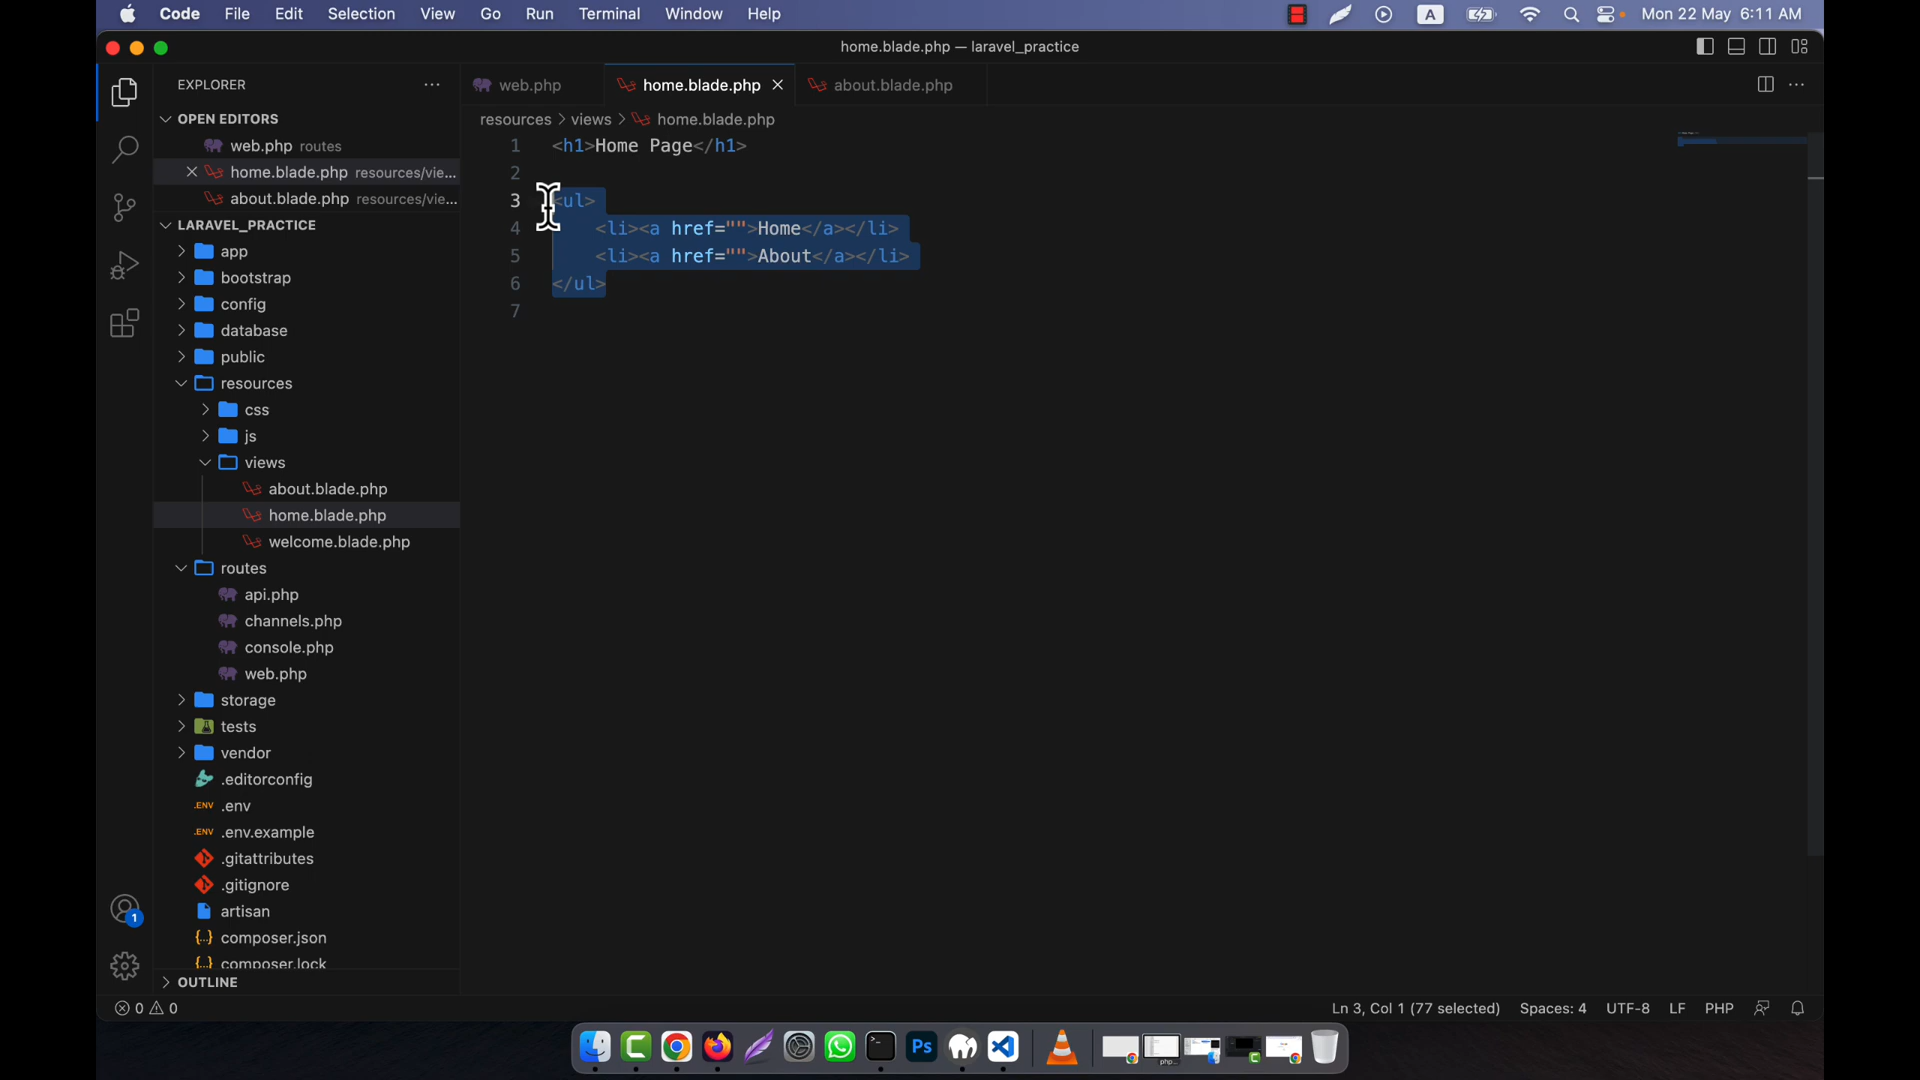 Code File Edit Selection View Go Run Terminal Window Help A Mon 22 May 6:11 AM
home.blade.php — laravel_practice
EXPLORER
web.php home.blade.php about.blade.php
OPEN EDITORS
web.php routes
home.blade.php resources/vie...
about.blade.php resources/vie...
LARAVEL_PRACTICE
app
bootstrap
config
database
public
resources
css
js
views
about.blade.php
home.blade.php
welcome.blade.php
routes
api.php
channels.php
console.php
web.php
storage
tests
vendor
.editorconfig
.ENV .env
.ENV .env.example
.gitattributes
.gitignore
artisan
{..} composer.json
{..} composer.lock
OUTLINE
1
resources > views > home.blade.php
1 <h1>Home Page</h1>
2
3 <ul>
4 <li><a href="">Home</a></li>
5 <li><a href="">About</a></li>
6 </ul>
7
0 0
Ln 3, Col 1 (77 selected) Spaces: 4 UTF-8 LF PHP
Ps
php...